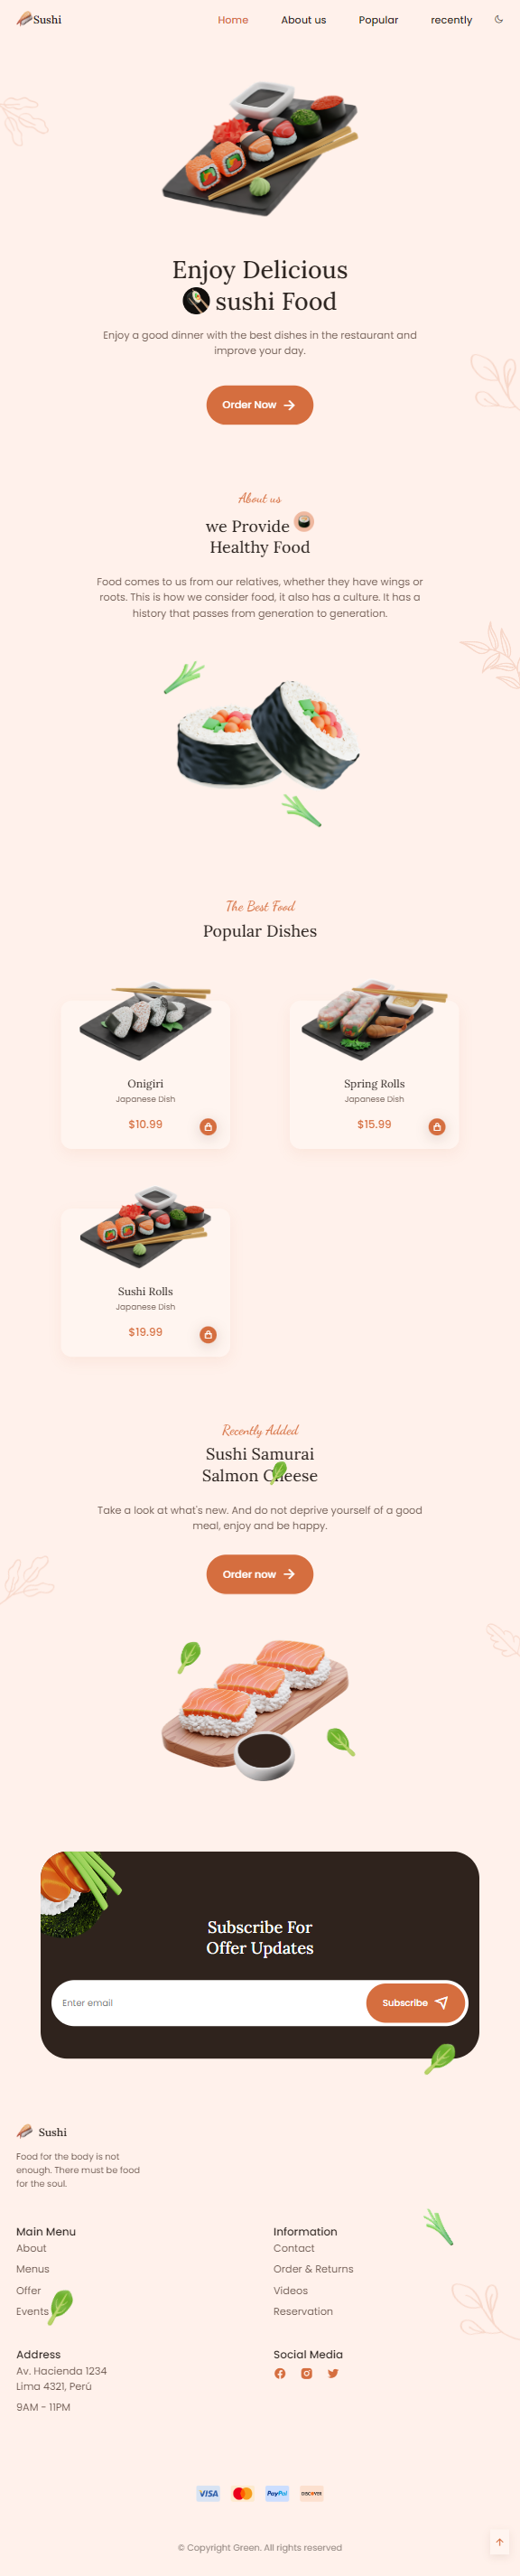 Sushi
Home
About us
Popular
recently
Enjoy Delicious
sushi Food
Enjoy a good dinner with the best dishes in the restaurant and
improve your day.
Order Now
About us
we Provide
Healthy Food
Food comes to us from our relatives, whether they have wings or
roots. This is how we consider food, it also has a culture. It has a
history that passes from generation to generation.
The Best Food
Popular Dishes
Onigiri
Japanese Dish
$10.99
Spring Rolls
Japanese Dish
$15.99
Sushi Rolls
Japanese Dish
$19.99
Recently Added
Sushi Samurai
Salmon Cheese
Take a look at what's new. And do not deprive yourself of a good
meal, enjoy and be happy.
Order now
Subscribe For
Offer Updates
Enter email
Subscribe
Sushi
Food for the body is not
enough. There must be food
for the soul.
Main Menu
About
Menus
Offer
Events
Information
Contact
Order & Returns
Videos
Reservation
Address
Av. Hacienda 1234
Lima 4321, Perú
9AM - 11PM
Social Media
VISA
PayPal
DISCOVER
© Copyright Green. All rights reserved